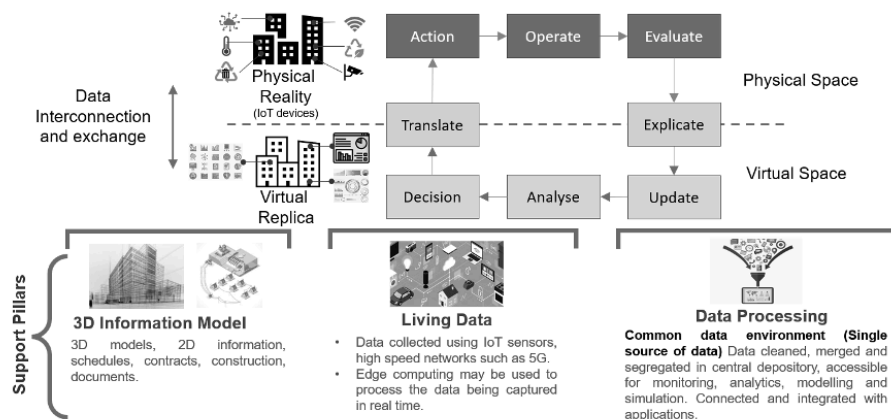 Action
Operate
Evaluate
Physical
Reality
(IoT devices)
Physical Space
Data
Interconnection
and exchange
Translate
Explicate
Virtual Space
Decision
Analyse
Update
Virtual
Replica
Support Pillars
3D Information Model
3D models, 2D information,
schedules, contracts, construction,
documents.
Living Data
• Data collected using IoT sensors,
high speed networks such as 5G.
• Edge computing may be used to
process the data being captured
in real time.
Data Processing
Common data environment (Single
source of data) Data cleaned, merged and
segregated in central depository, accessible
for monitoring, analytics, modelling and
simulation. Connected and integrated with
applications.